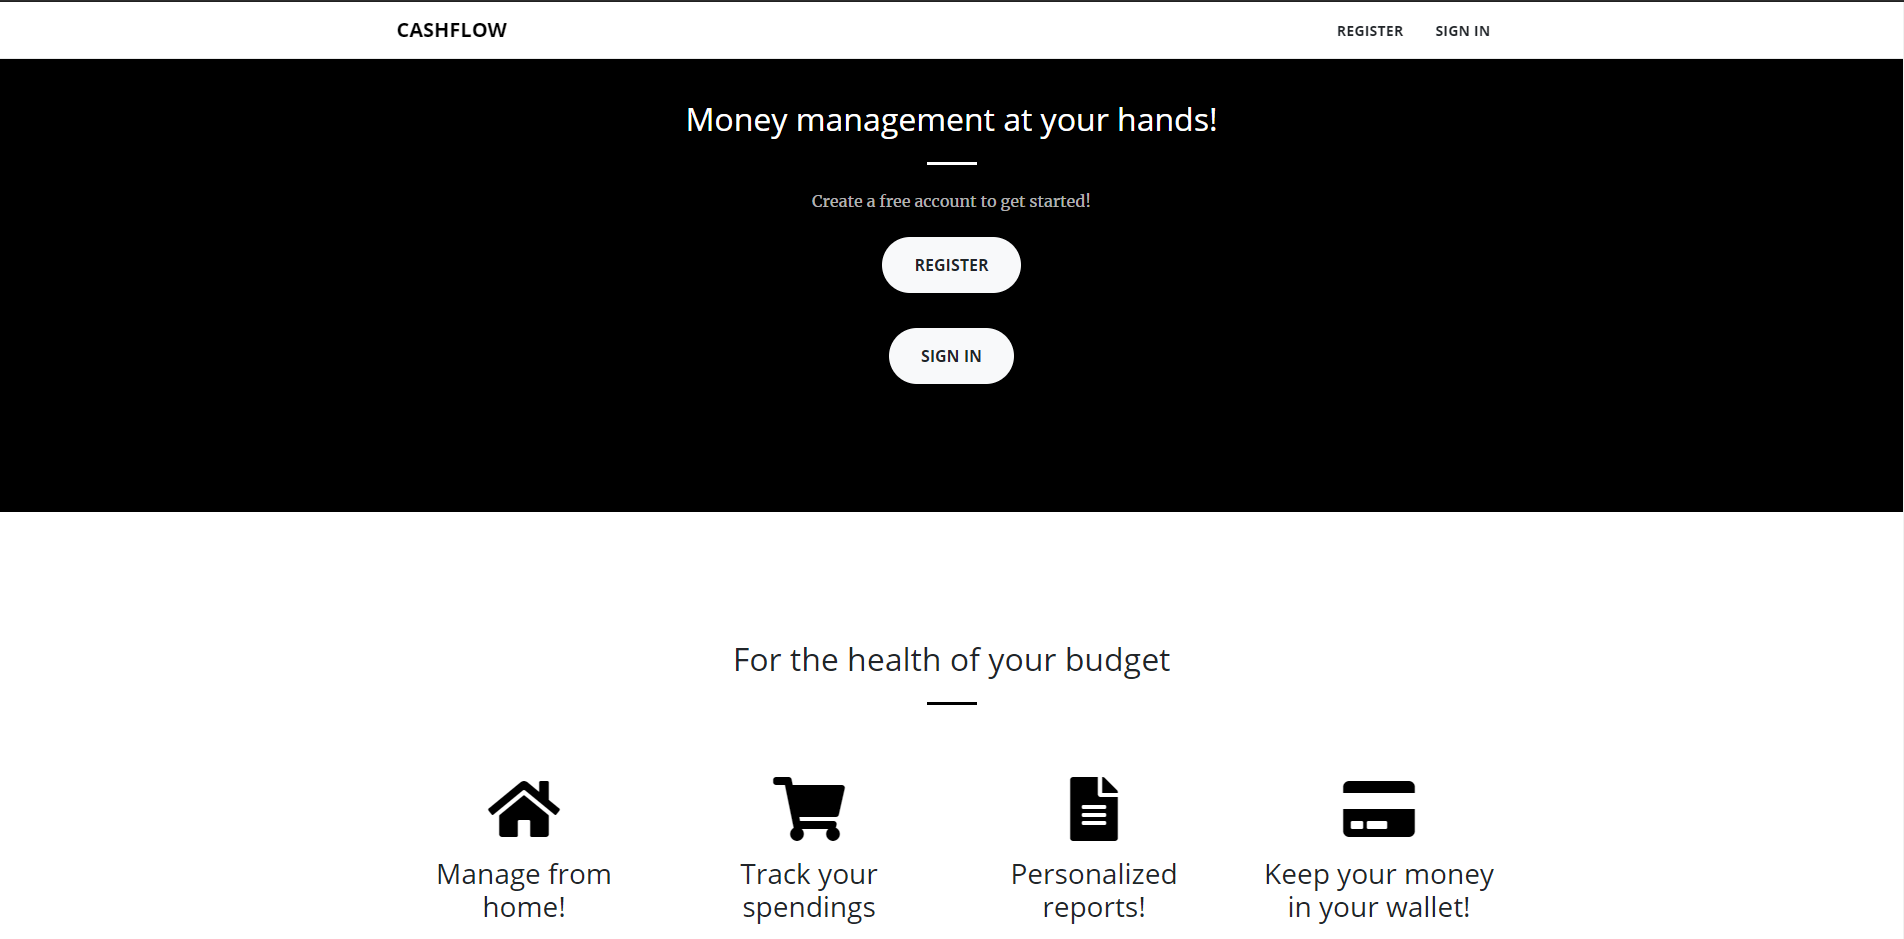 CASHFLOW
REGISTER
SIGN IN
Money management at your hands!
Create a free account to get started!
REGISTER
SIGN IN
For the health of your budget
Manage from
home!
Track your
spendings
Personalized
reports!
Keep your money
in your wallet!